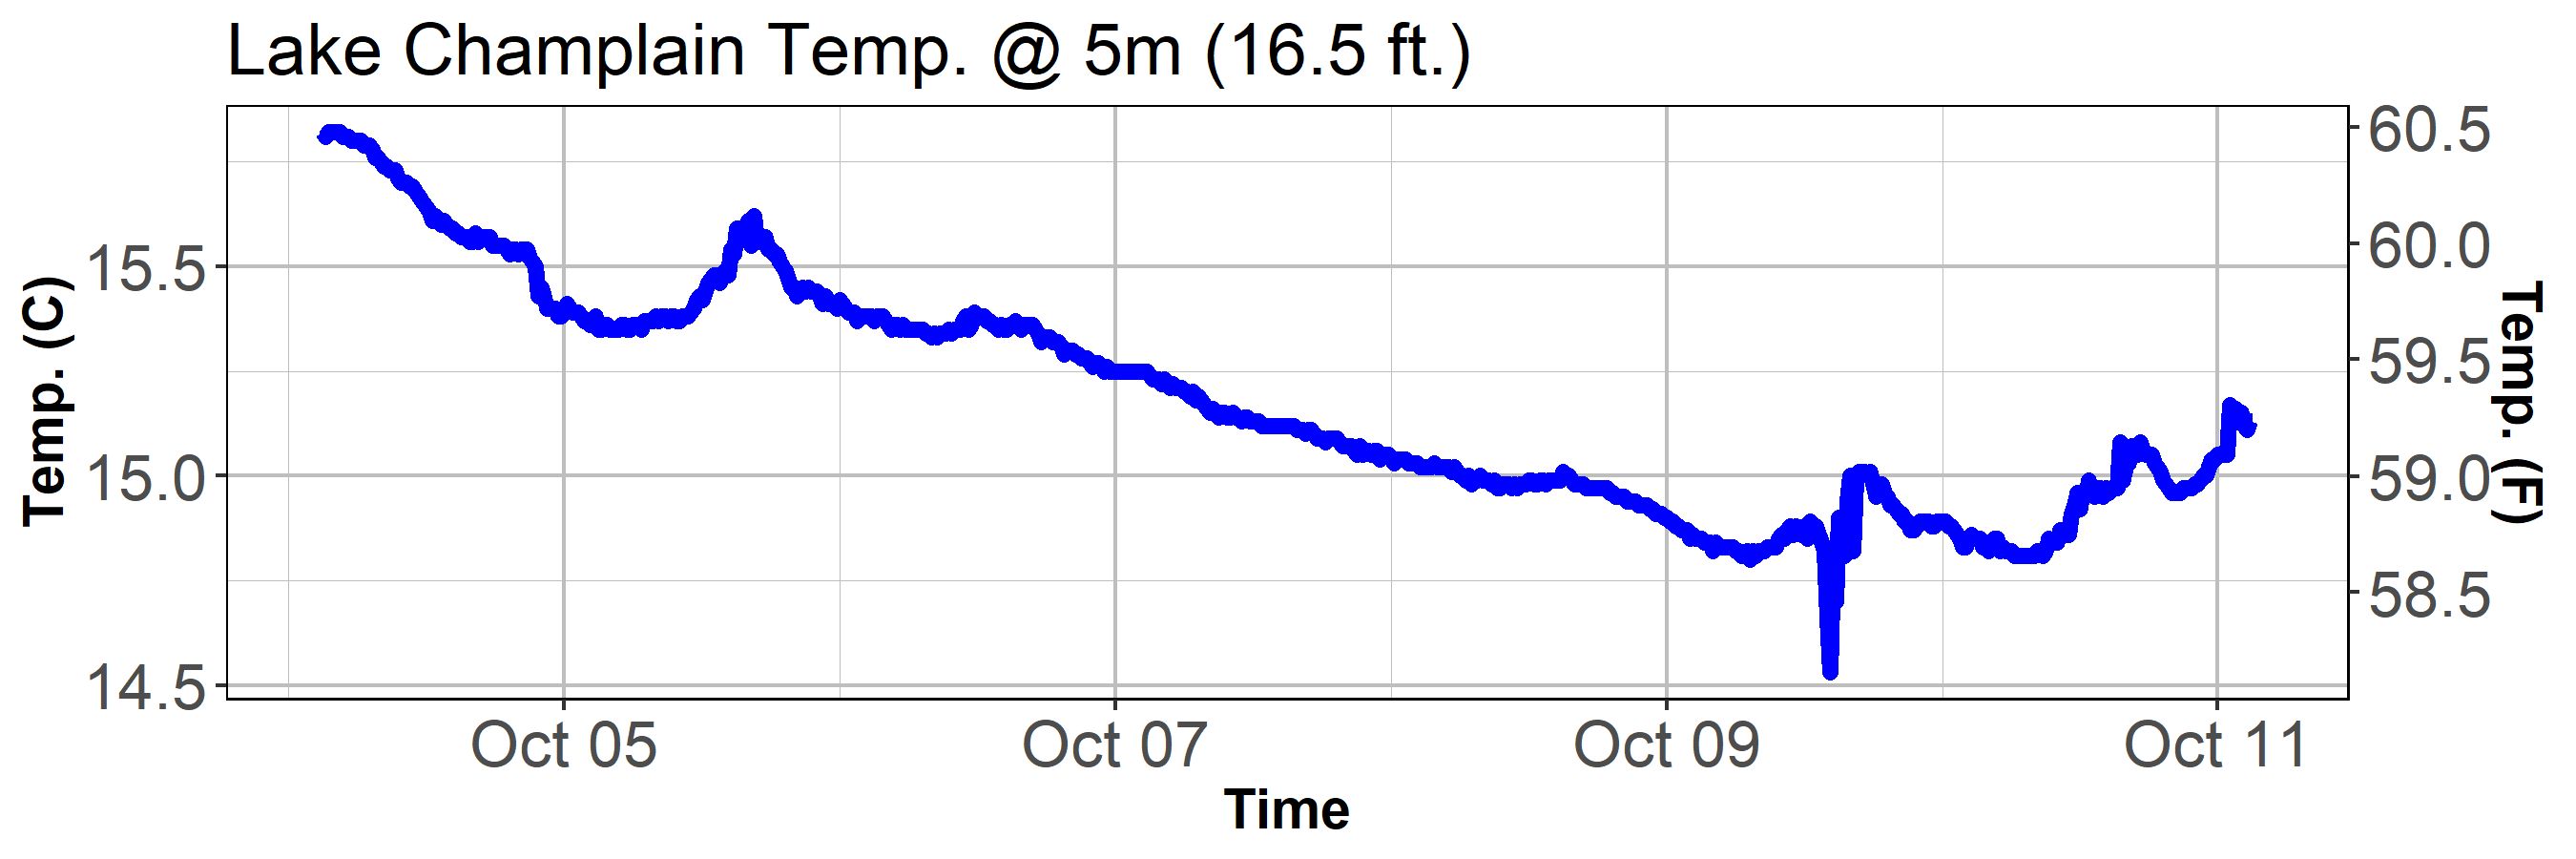 Lake Champlain Temp. @ 5m (16.5 ft.)
Temp. (C)
15.5
15.0
14.5
60.5
60.0
59.5
59.0
58.5
Temp. (F)
Oct 05
Oct 07
Oct 09
Oct 11
Time